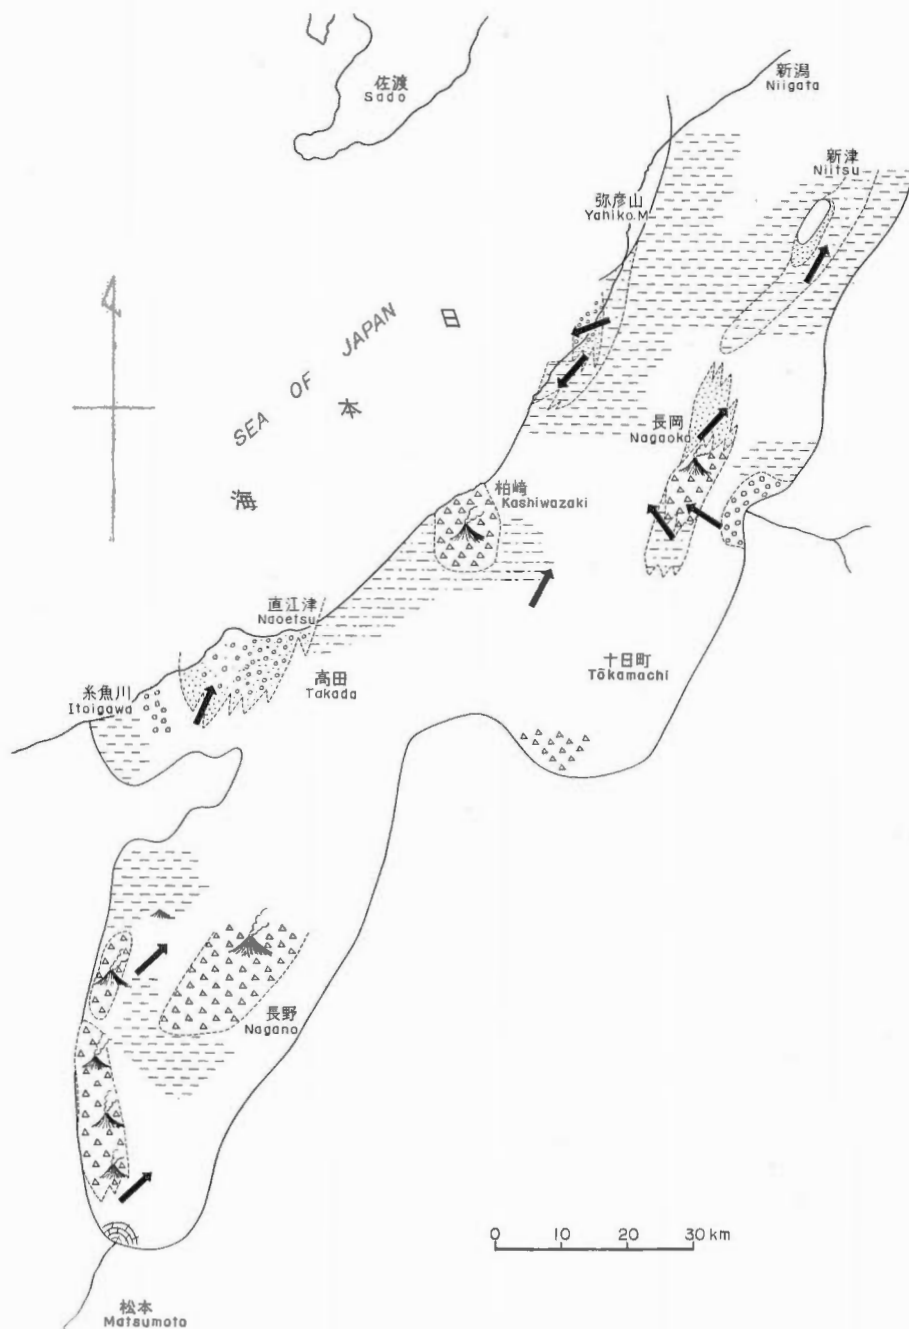 佐渡
Sado
新潟
Niigata
新津
Niitsu
弥彦山
Yahiko.M
SEA OF JAPAN
日
本
海
長岡
Nagaoka
柏崎
Kashiwazaki
直江津
Naoetsu
高田
Takada
十日町
Tōkamachi
糸魚川
Itoigawa
長野
Nagano
0 10 20 30 km
松本
Matsumoto